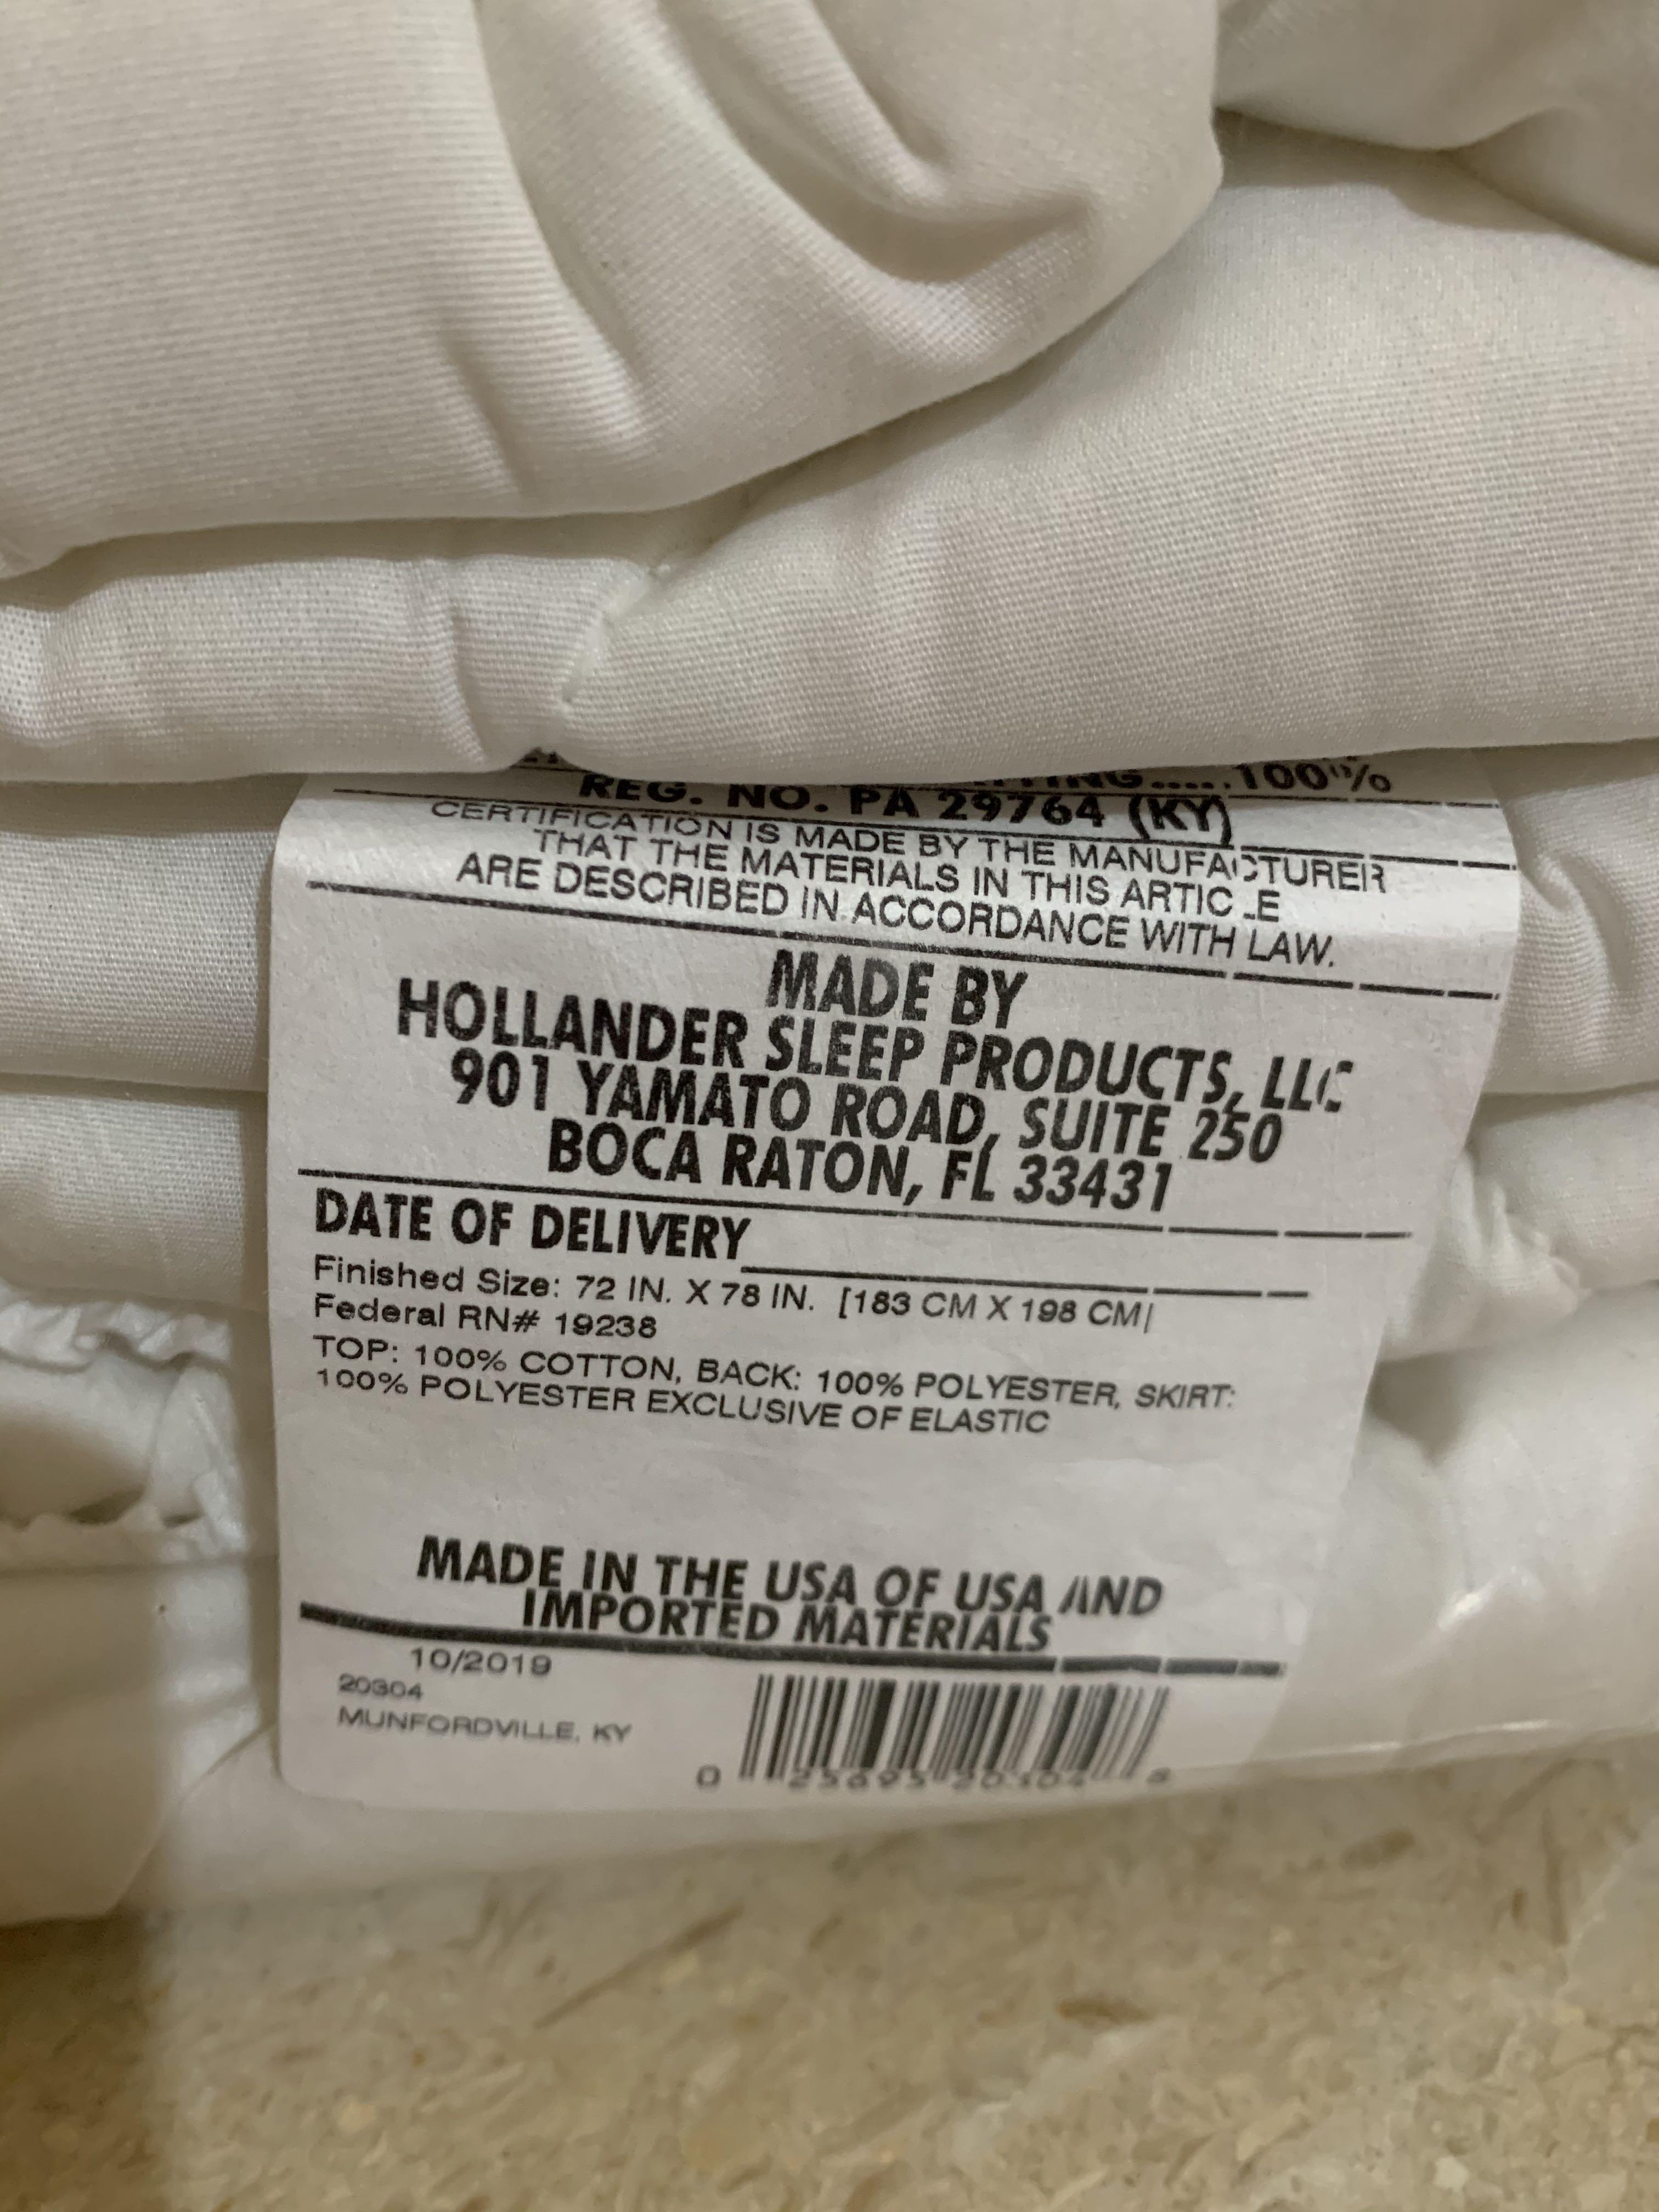 100%
REG. NO. PA 29764 (KY)
CERTIFICATION IS MADE BY THE MANUFACTURER
THAT THE MATERIALS IN THIS ARTICLE
ARE DESCRIBED IN ACCORDANCE WITH LAW.
MADE BY
HOLLANDER SLEEP PRODUCTS, LLC
901 YAMATO ROAD, SUITE 250
BOCA RATON, FL 33431
DATE OF DELIVERY
Finished Size: 72 IN. X 78 IN. [183 CM X 198 CM]
Federal RN# 19238
TOP: 100% COTTON, BACK: 100% POLYESTER, SKIRT:
100% POLYESTER EXCLUSIVE OF ELASTIC
MADE IN THE USA OF USA AND
IMPORTED MATERIALS
10/2019
20304
MUNFORDVILLE, KY
0 25695 20304